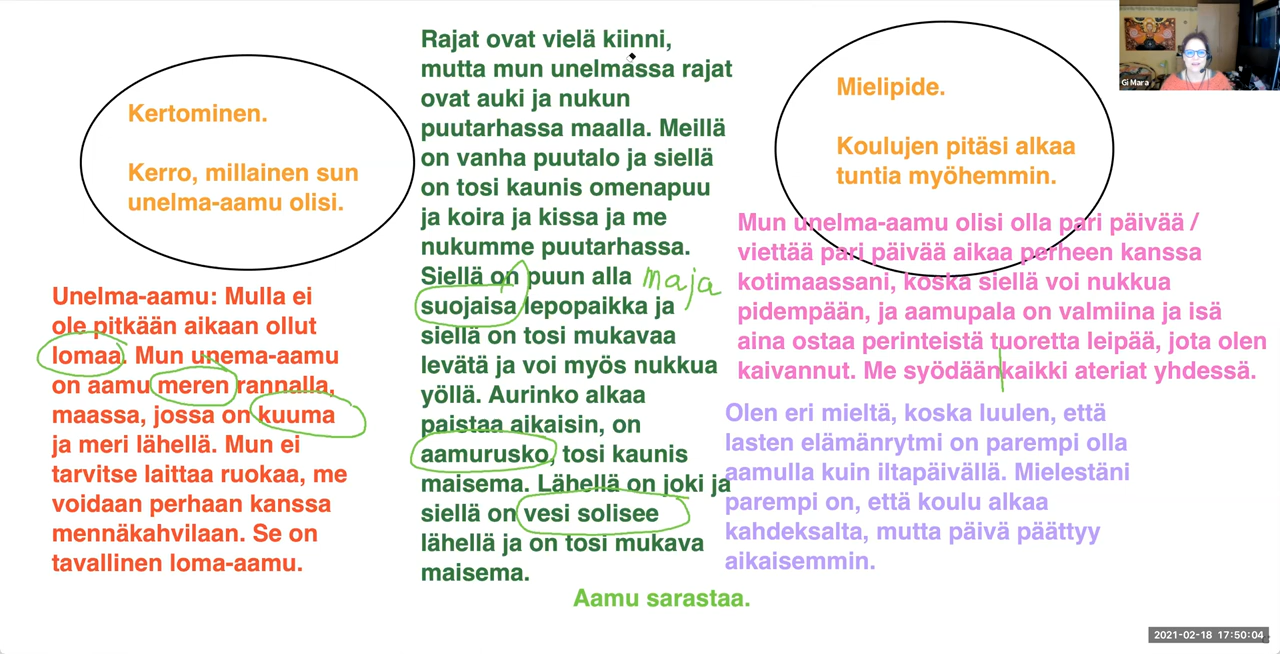 Kertominen.
Kerro, millainen sun
unelma-aamu olisi.
Unelma-aamu: Mulla ei
ole pitkään aikaan ollut
lomaa. Mun unema-aamu
on aamu meren rannalla,
maassa, jossa on kuuma
ja meri lähellä. Mun ei
tarvitse laittaa ruokaa, me
voidaan perhaan kanssa
mennäkahvilaan. Se on
tavallinen loma-aamu.
Rajat ovat vielä kiinni,
mutta mun unelmassa rajat
ovat auki ja nukun
puutarhassa maalla. Meillä
on vanha puutalo ja siellä
on tosi kaunis omenapuu
ja koira ja kissa ja me
nukumme puutarhassa.
Siellä on puun alla maja
suojaisa lepopaikka ja
siellä on tosi mukavaa
levätä ja voi myös nukkua
yöllä. Aurinko alkaa
paistaa aikaisin, on
aamurusko, tosi kaunis
maisema. Lähellä on joki ja
siellä on vesi solisee
lähellä ja on tosi mukava
maisema.
Aamu sarastaa.
Mielipide.
Koulujen pitäsi alkaa
tuntia myöhemmin.
Mun unelma-aamu olisi olla pari päivää /
viettää pari päivää aikaa perheen kanssa
kotimaassani, koska siellä voi nukkua
pidempään, ja aamupala on valmiina ja isä
aina ostaa perinteistä tuoretta leipää, jota olen
kaivannut. Me syödäänkaikki ateriat yhdessä.
Olen eri mieltä, koska luulen, että
lasten elämänrytmi on parempi olla
aamulla kuin iltapäivällä. Mielestäni
parempi on, että koulu alkaa
kahdeksalta, mutta päivä päättyy
aikaisemmin.
Gi Mara
2021-02-18 17:50:04